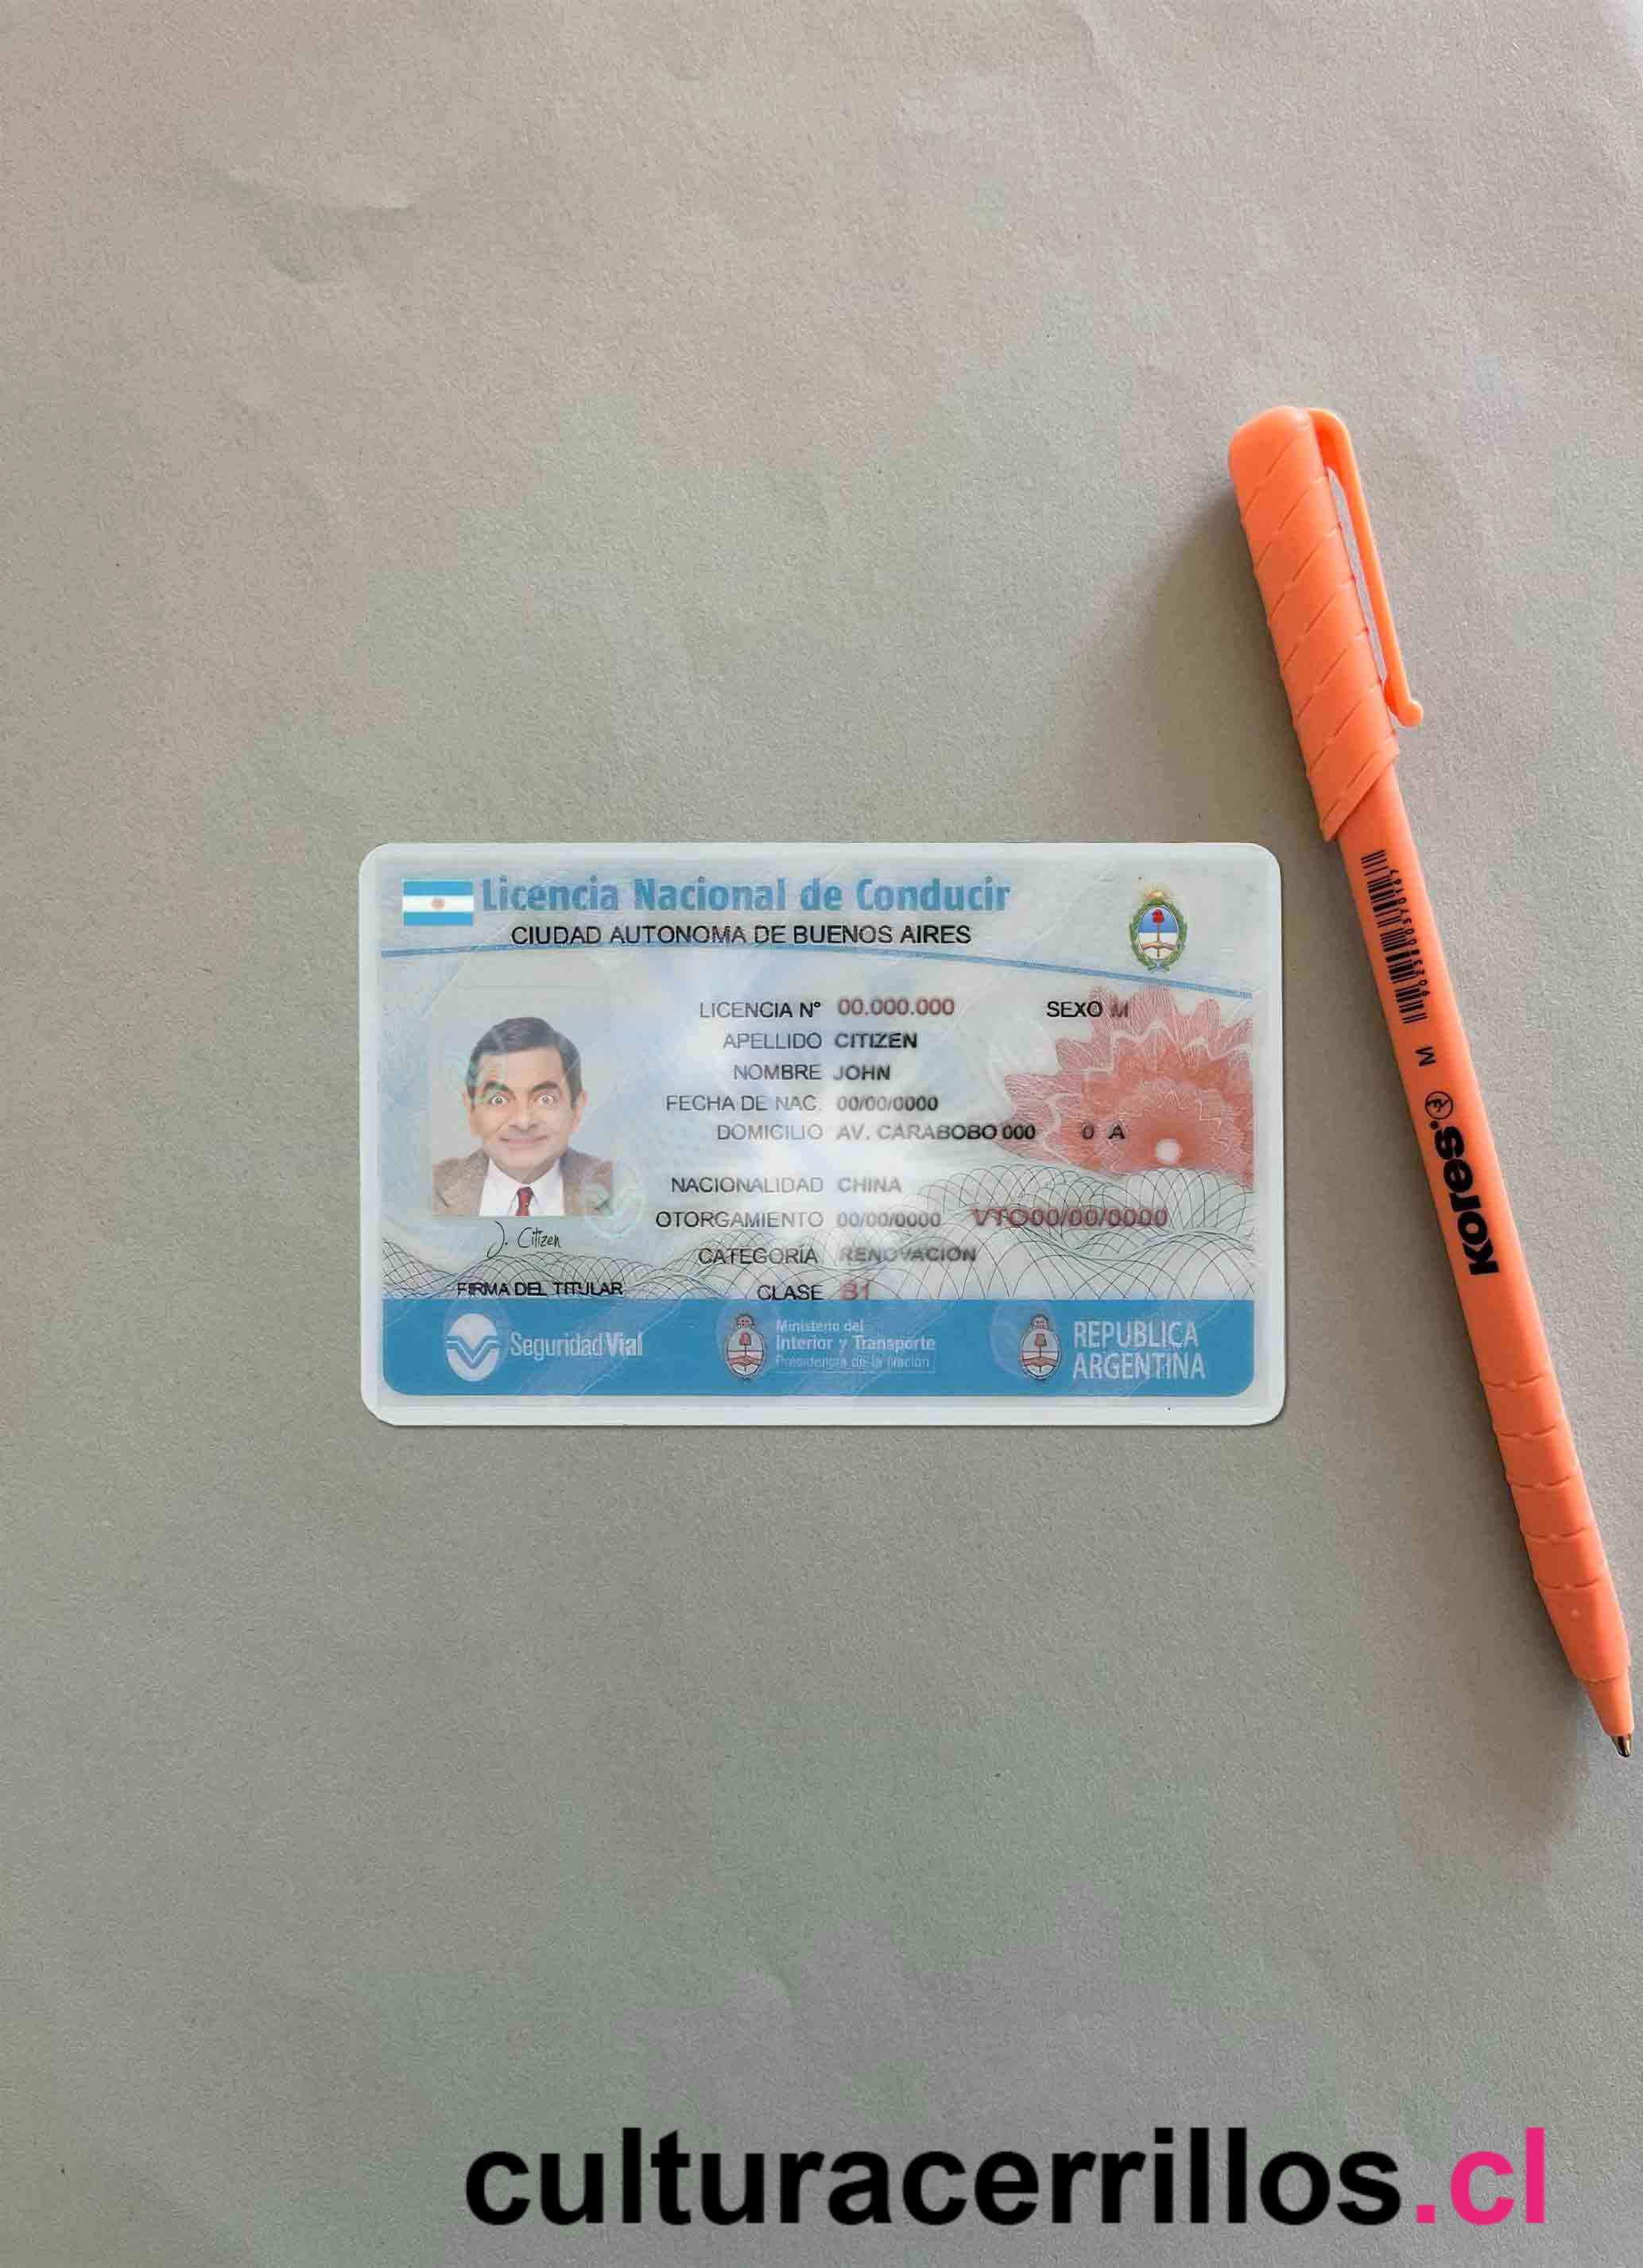 Licencia Nacional de Conducir
CIUDAD AUTONOMA DE BUENOS AIRES
LICENCIA Nº 00.000.000 SEXO M
APELLIDO CITIZEN
NOMBRE JOHN
FECHA DE NAC. 00/00/0000
DOMICILIO AV. CARABOBO 000 0 A
NACIONALIDAD CHINA
OTORGAMIENTO 00/00/0000 VTO00/00/0000
J. Citizen
CATEGORÍA RENOVACION
FIRMA DEL TITULAR
CLASE B1
Seguridad Vial
Ministerio del
Interior y Transporte
Presidencia de la Nación
REPUBLICA
ARGENTINA
M
Kores
culturacerrillos.cl